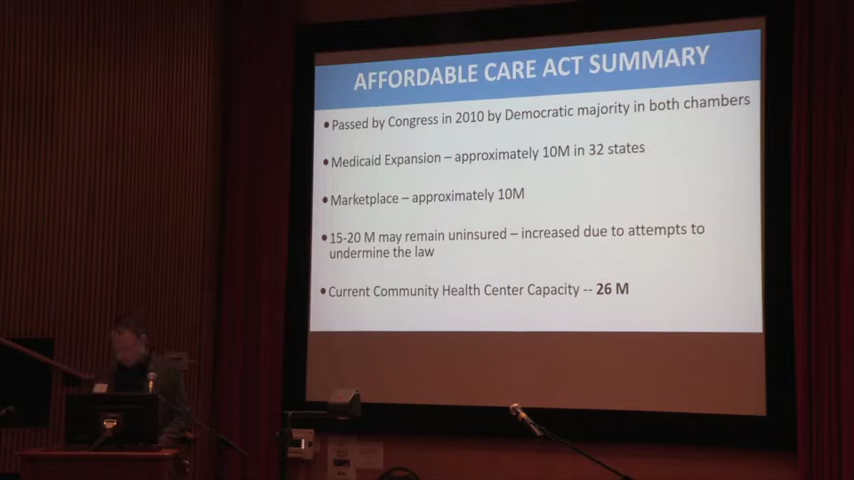 AFFORDABLE CARE ACT SUMMARY
•Passed by Congress in 2010 by Democratic majority in both chambers
•Medicaid Expansion – approximately 10M in 32 states
•Marketplace – approximately 10M
•15-20 M may remain uninsured – increased due to attempts to
undermine the law
•Current Community Health Center Capacity -- 26 M